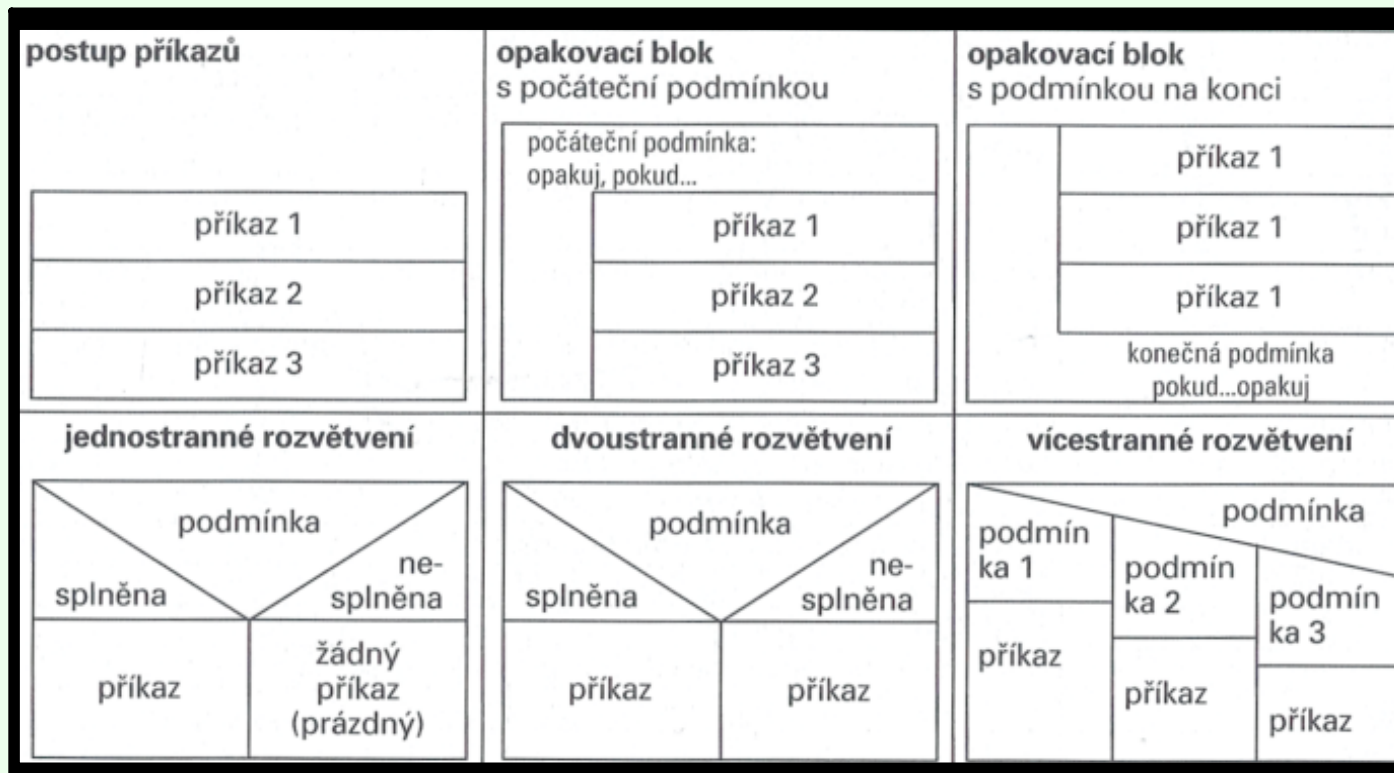 postup příkazů
příkaz 1
příkaz 2
příkaz 3
opakovací blok
s počáteční podmínkou
počáteční podmínka:
opakuj, pokud...
příkaz 1
příkaz 2
příkaz 3
opakovací blok
s podmínkou na konci
příkaz 1
příkaz 1
příkaz 1
konečná podmínka
pokud...opakuj
jednostranné rozvětvení
podmínka
splněna
ne-
splněna
příkaz
žádný
příkaz
(prázdný)
dvoustranné rozvětvení
podmínka
splněna
ne-
splněna
příkaz
příkaz
vícestranné rozvětvení
podmínka
podmín
ka 1
příkaz
podmín
ka 2
příkaz
podmín
ka 3
příkaz